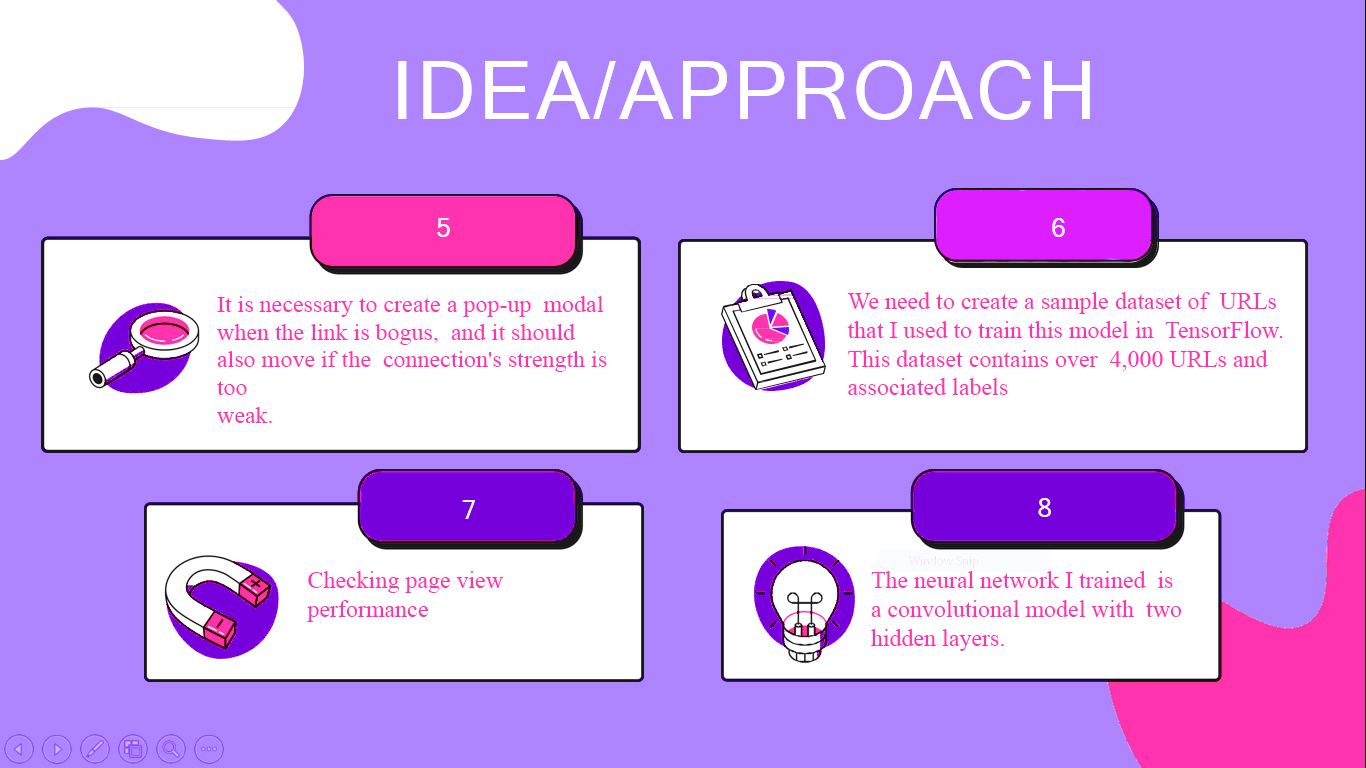 IDEA/APPROACH
5
It is necessary to create a pop-up  modal
when the link is bogus,  and it should
also move if the  connection's strength is
too
weak.
6
We need to create a sample dataset of  URLs
that I used to train this model in  TensorFlow.
This dataset contains over  4,000 URLs and
associated labels
7
Checking page view
performance
8
Window Snip
The neural network I trained  is
a convolutional model with  two
hidden layers.